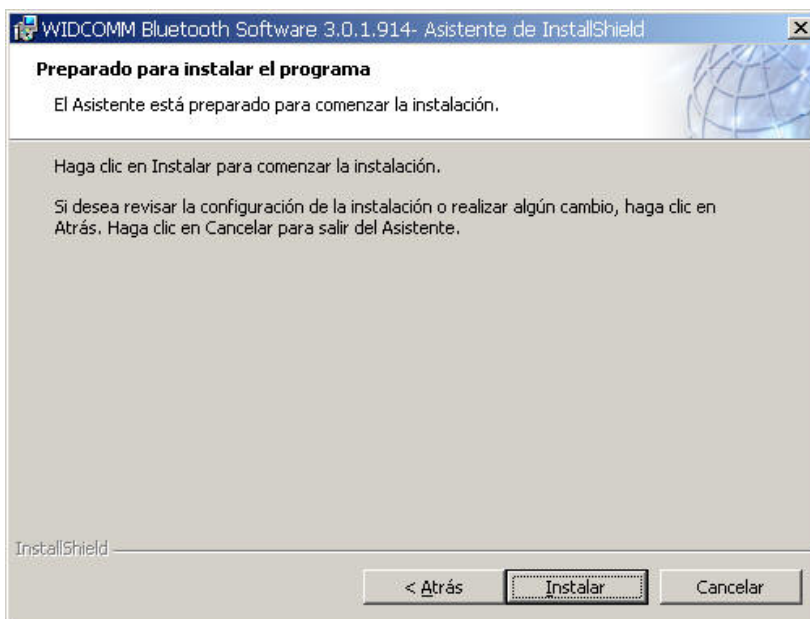 WIDCOMM Bluetooth Software 3.0.1.914- Asistente de InstallShield
Preparado para instalar el programa
El Asistente está preparado para comenzar la instalación.
Haga clic en Instalar para comenzar la instalación.
Si desea revisar la configuración de la instalación o realizar algún cambio, haga clic en
Atrás. Haga clic en Cancelar para salir del Asistente.
InstallShield
< Atrás
Instalar
Cancelar